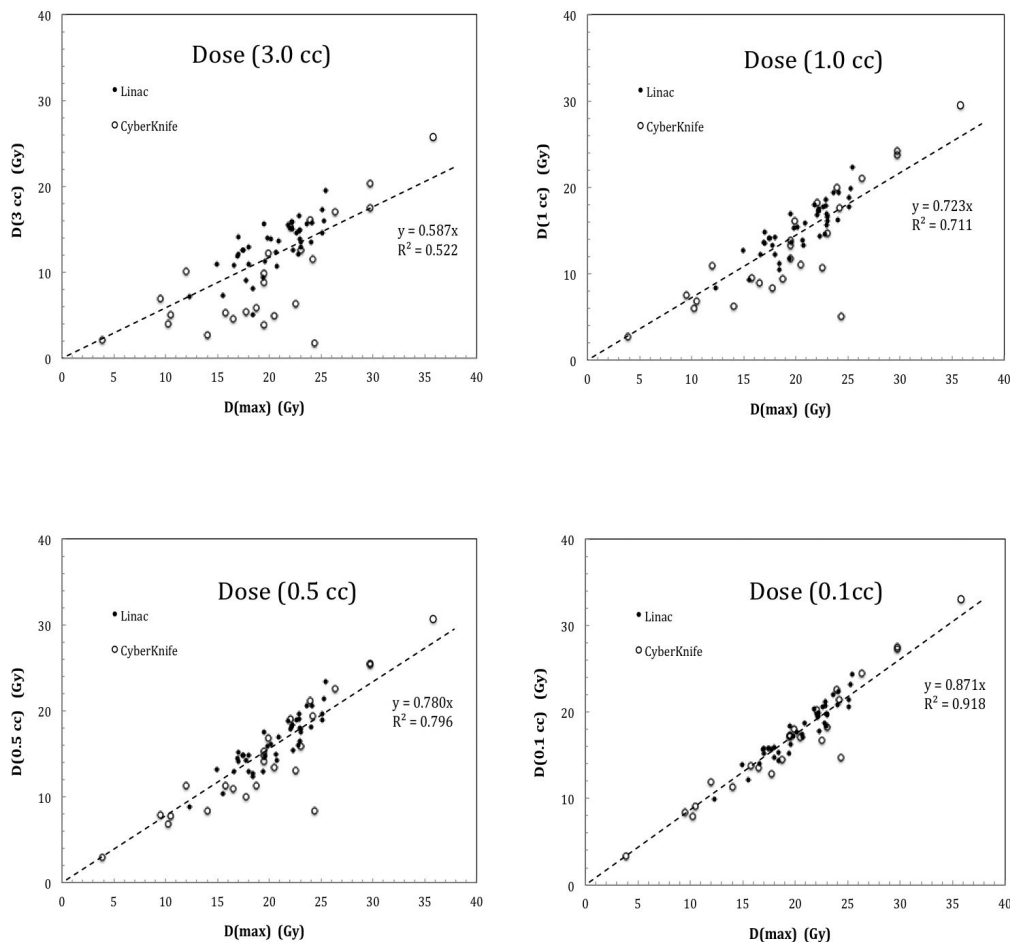 40
Dose (3.0 cc)
Linac
30
CyberKnife
D(3 cc) (Gy)
20
y = 0.587x
R² = 0.522
10
0
0 5 10 15 20 25 30 35 40
D(max) (Gy)
40
Dose (1.0 cc)
Linac
30
CyberKnife
D(1 cc) (Gy)
20
y = 0.723x
R² = 0.711
10
0
0 5 10 15 20 25 30 35 40
D(max) (Gy)
40
Dose (0.5 cc)
Linac
30
CyberKnife
D(0.5 cc) (Gy)
y = 0.780x
20
R² = 0.796
10
0
0 5 10 15 20 25 30 35 40
D(max) (Gy)
40
Dose (0.1cc)
Linac
30
CyberKnife
D(0.1 cc) (Gy)
y = 0.871x
R² = 0.918
20
10
0
0 5 10 15 20 25 30 35 40
D(max) (Gy)